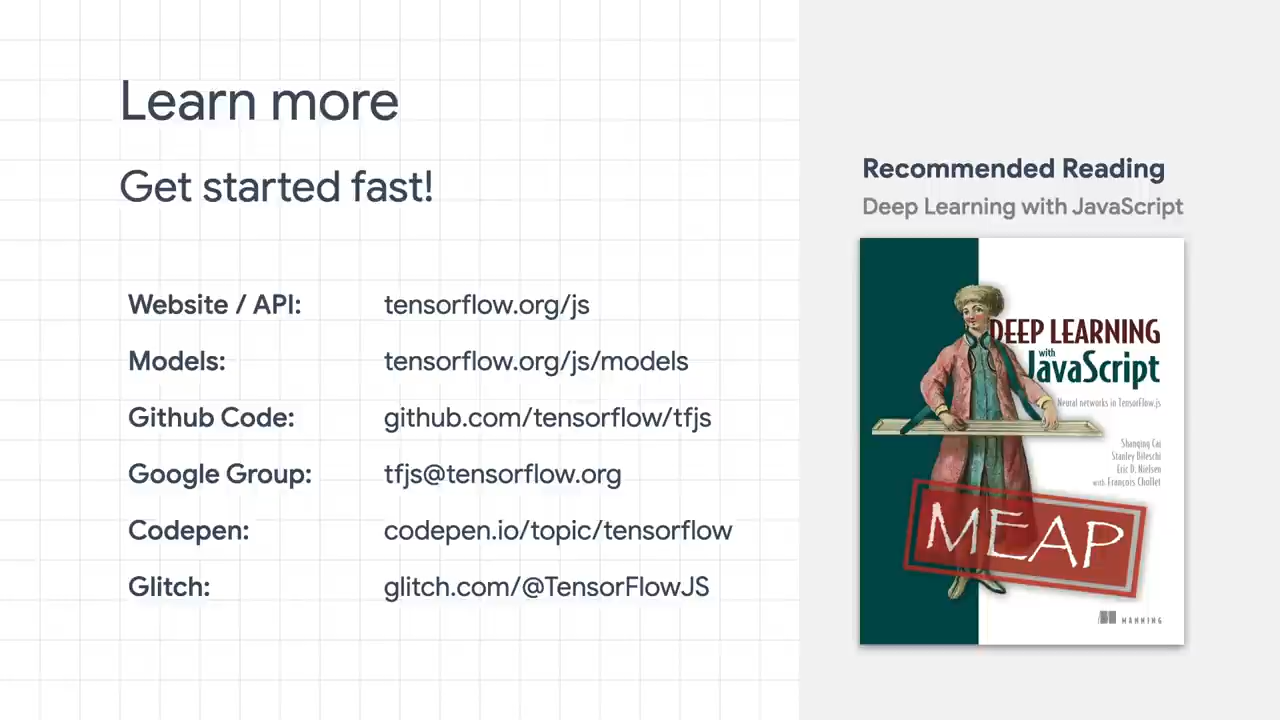 Learn more
Get started fast!
Website / API: tensorflow.org/js
Models: tensorflow.org/js/models
Github Code: github.com/tensorflow/tfjs
Google Group: tfjs@tensorflow.org
Codepen: codepen.io/topic/tensorflow
Glitch: glitch.com/@TensorFlowJS
Recommended Reading
Deep Learning with JavaScript
DEEP LEARNING
with
JavaScript
Neural networks in TensorFlow.js
Shanqing Cai
Stanley Bileschi
Eric D. Nielsen
with François Chollet
MEAP
MANNING